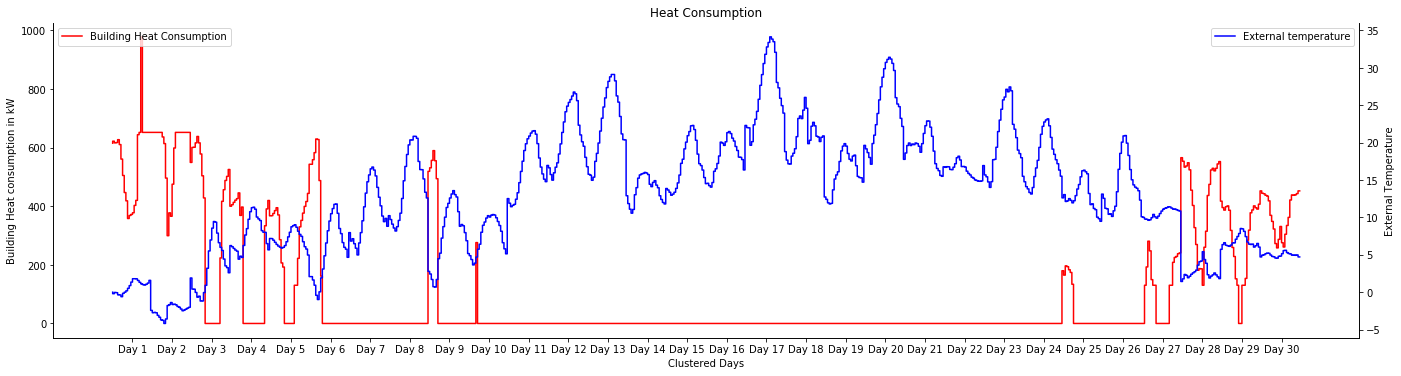 Heat Consumption
Building Heat Consumption
External temperature
Building Heat consumption in kW
1000
800
600
400
200
0
External Temperature
35
30
25
20
15
10
5
0
−5
Day 1 Day 2 Day 3 Day 4 Day 5 Day 6 Day 7 Day 8 Day 9 Day 10 Day 11 Day 12 Day 13 Day 14 Day 15 Day 16 Day 17 Day 18 Day 19 Day 20 Day 21 Day 22 Day 23 Day 24 Day 25 Day 26 Day 27 Day 28 Day 29 Day 30
Clustered Days